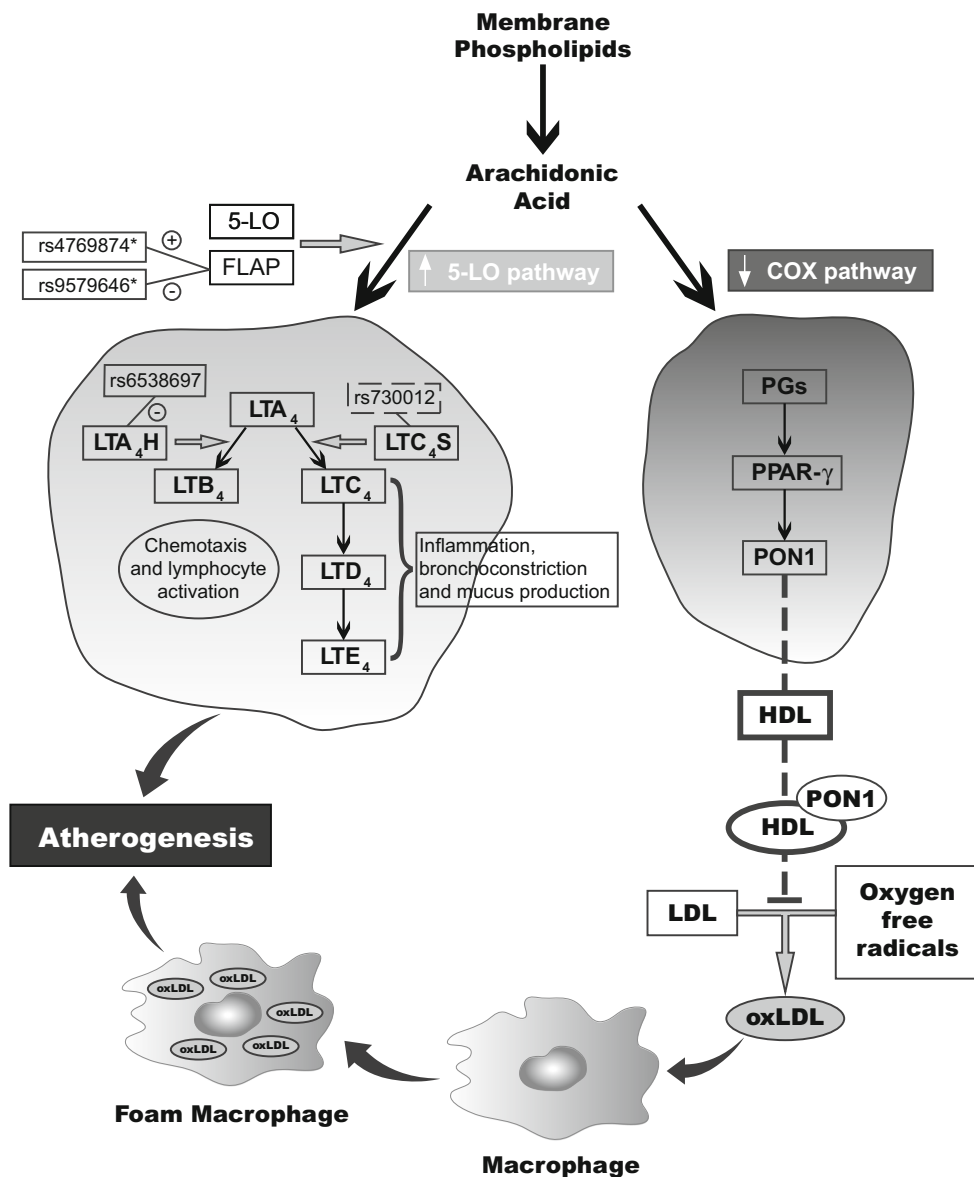 Membrane
Phospholipids
Arachidonic
Acid
5-LO
FLAP
rs4769874*
+
rs9579646*
-
↑ 5-LO pathway
↓ COX pathway
rs6538697
-
LTA4H
LTA4
rs730012
LTC4S
LTB4
LTC4
Chemotaxis
and lymphocyte
activation
LTD4
LTE4
Inflammation,
bronchoconstriction
and mucus production
PGs
PPAR-γ
PON1
HDL
PON1
HDL
LDL
Oxygen
free
radicals
oxLDL
Atherogenesis
oxLDL
oxLDL
oxLDL
oxLDL
oxLDL
Foam Macrophage
Macrophage